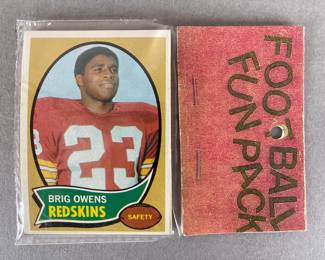 23
BRIG OWENS
REDSKINS
SAFETY
FOOTBALL
FUN PACK